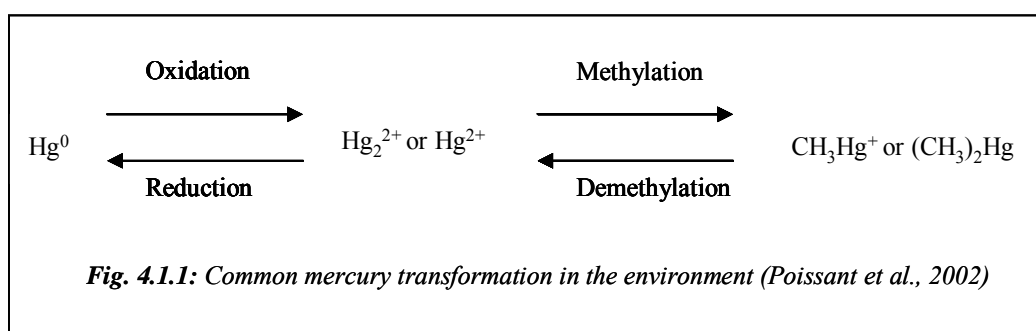 Oxidation Methylation
Hg⁰ Hg₂²⁺ or Hg²⁺ CH₃Hg⁺ or (CH₃)₂Hg
Reduction Demethylation
Fig. 4.1.1: Common mercury transformation in the environment (Poissant et al., 2002)